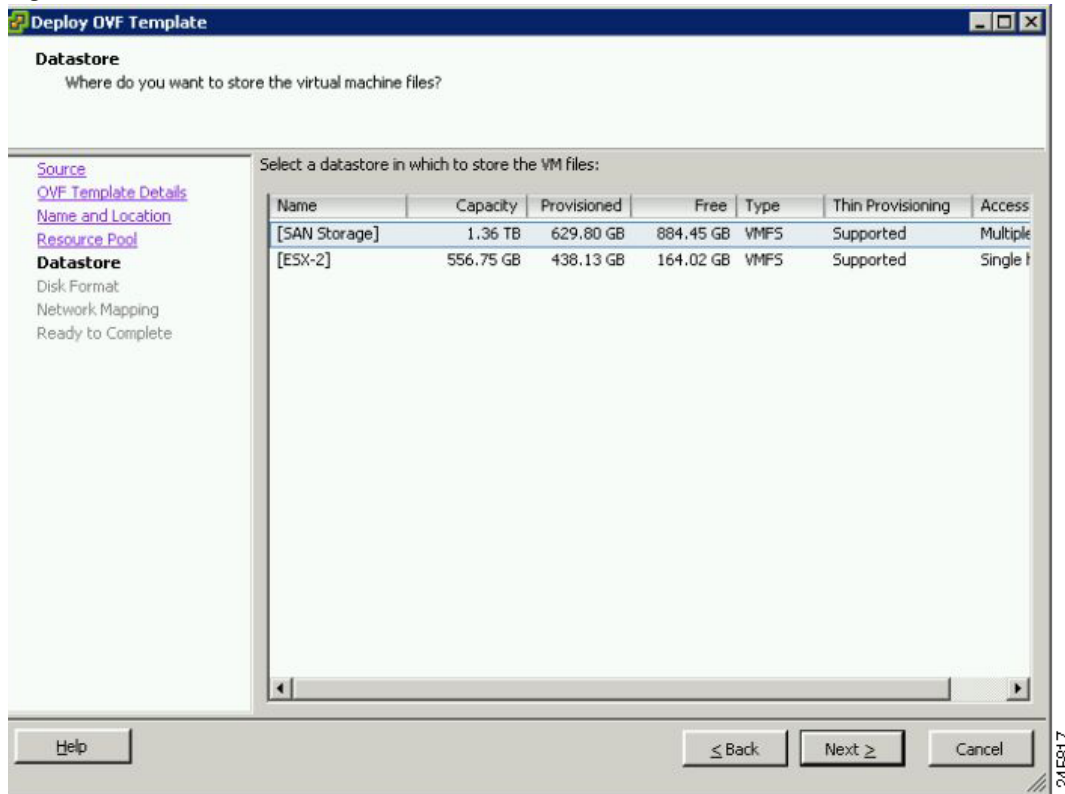 Deploy OVF Template
Datastore
Where do you want to store the virtual machine files?
Source
OVF Template Details
Name and Location
Resource Pool
Datastore
Disk Format
Network Mapping
Ready to Complete
Select a datastore in which to store the VM files:
Name Capacity Provisioned Free Type Thin Provisioning Access
[SAN Storage] 1.36 TB 629.80 GB 884.45 GB VMFS Supported Multiple
[ESX-2] 556.75 GB 438.13 GB 164.02 GB VMFS Supported Single
Help
≤ Back
Next ≥
Cancel